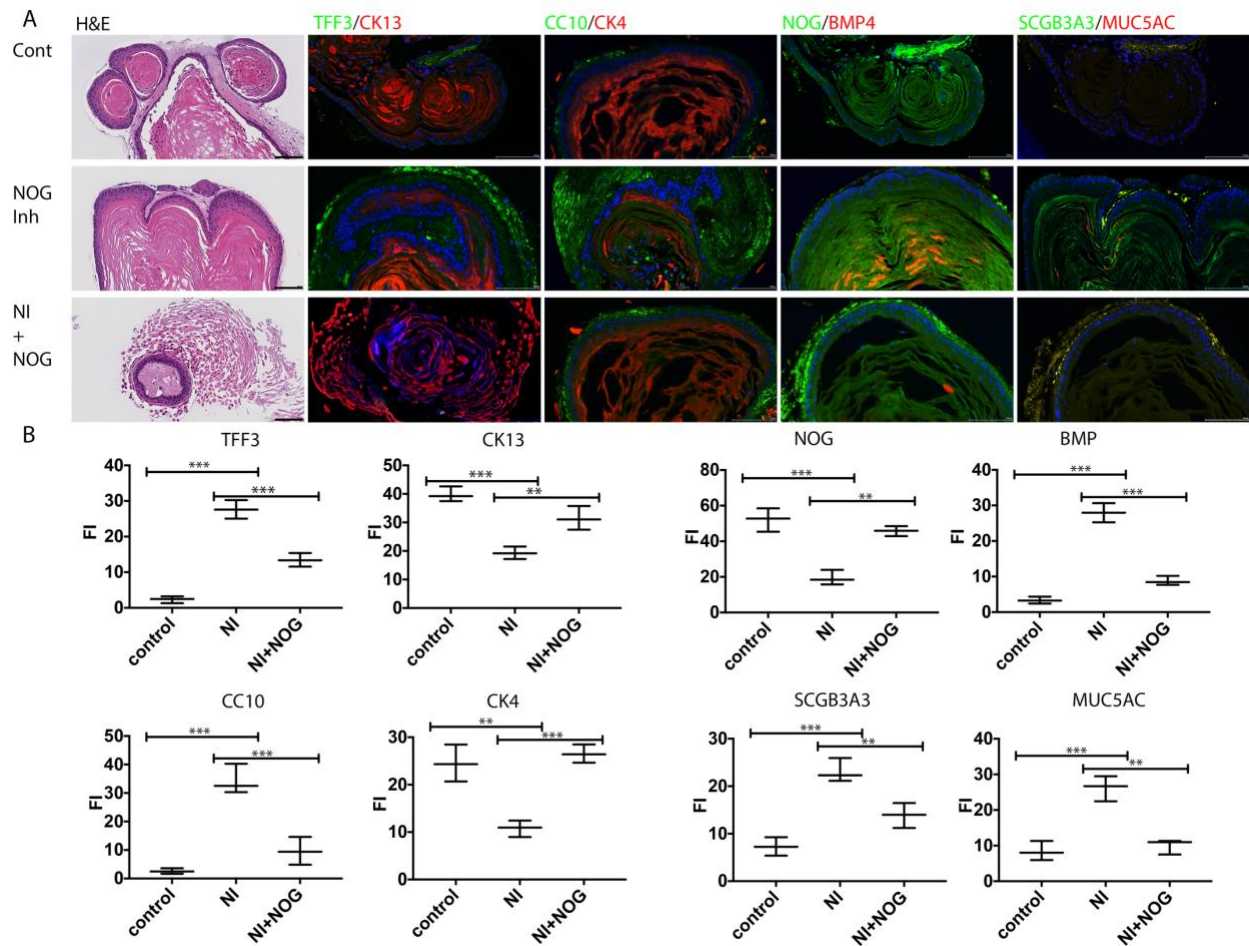 A
H&E
TFF3/CK13
CC10/CK4
NOG/BMP4
SCGB3A3/MUC5AC
Cont
NOG
Inh
NI
+
NOG
B
TFF3
CK13
NOG
BMP
40
30
20
10
0
FI
***
***
control
NI
NI+NOG
50
40
30
20
10
0
FI
***
**
control
NI
NI+NOG
80
60
40
20
0
FI
***
**
control
NI
NI+NOG
40
30
20
10
0
FI
***
***
control
NI
NI+NOG
CC10
CK4
SCGB3A3
MUC5AC
50
40
30
20
10
0
FI
***
***
control
NI
NI+NOG
30
20
10
0
FI
**
***
control
NI
NI+NOG
30
20
10
0
FI
***
**
control
NI
NI+NOG
40
30
20
10
0
FI
***
**
control
NI
NI+NOG